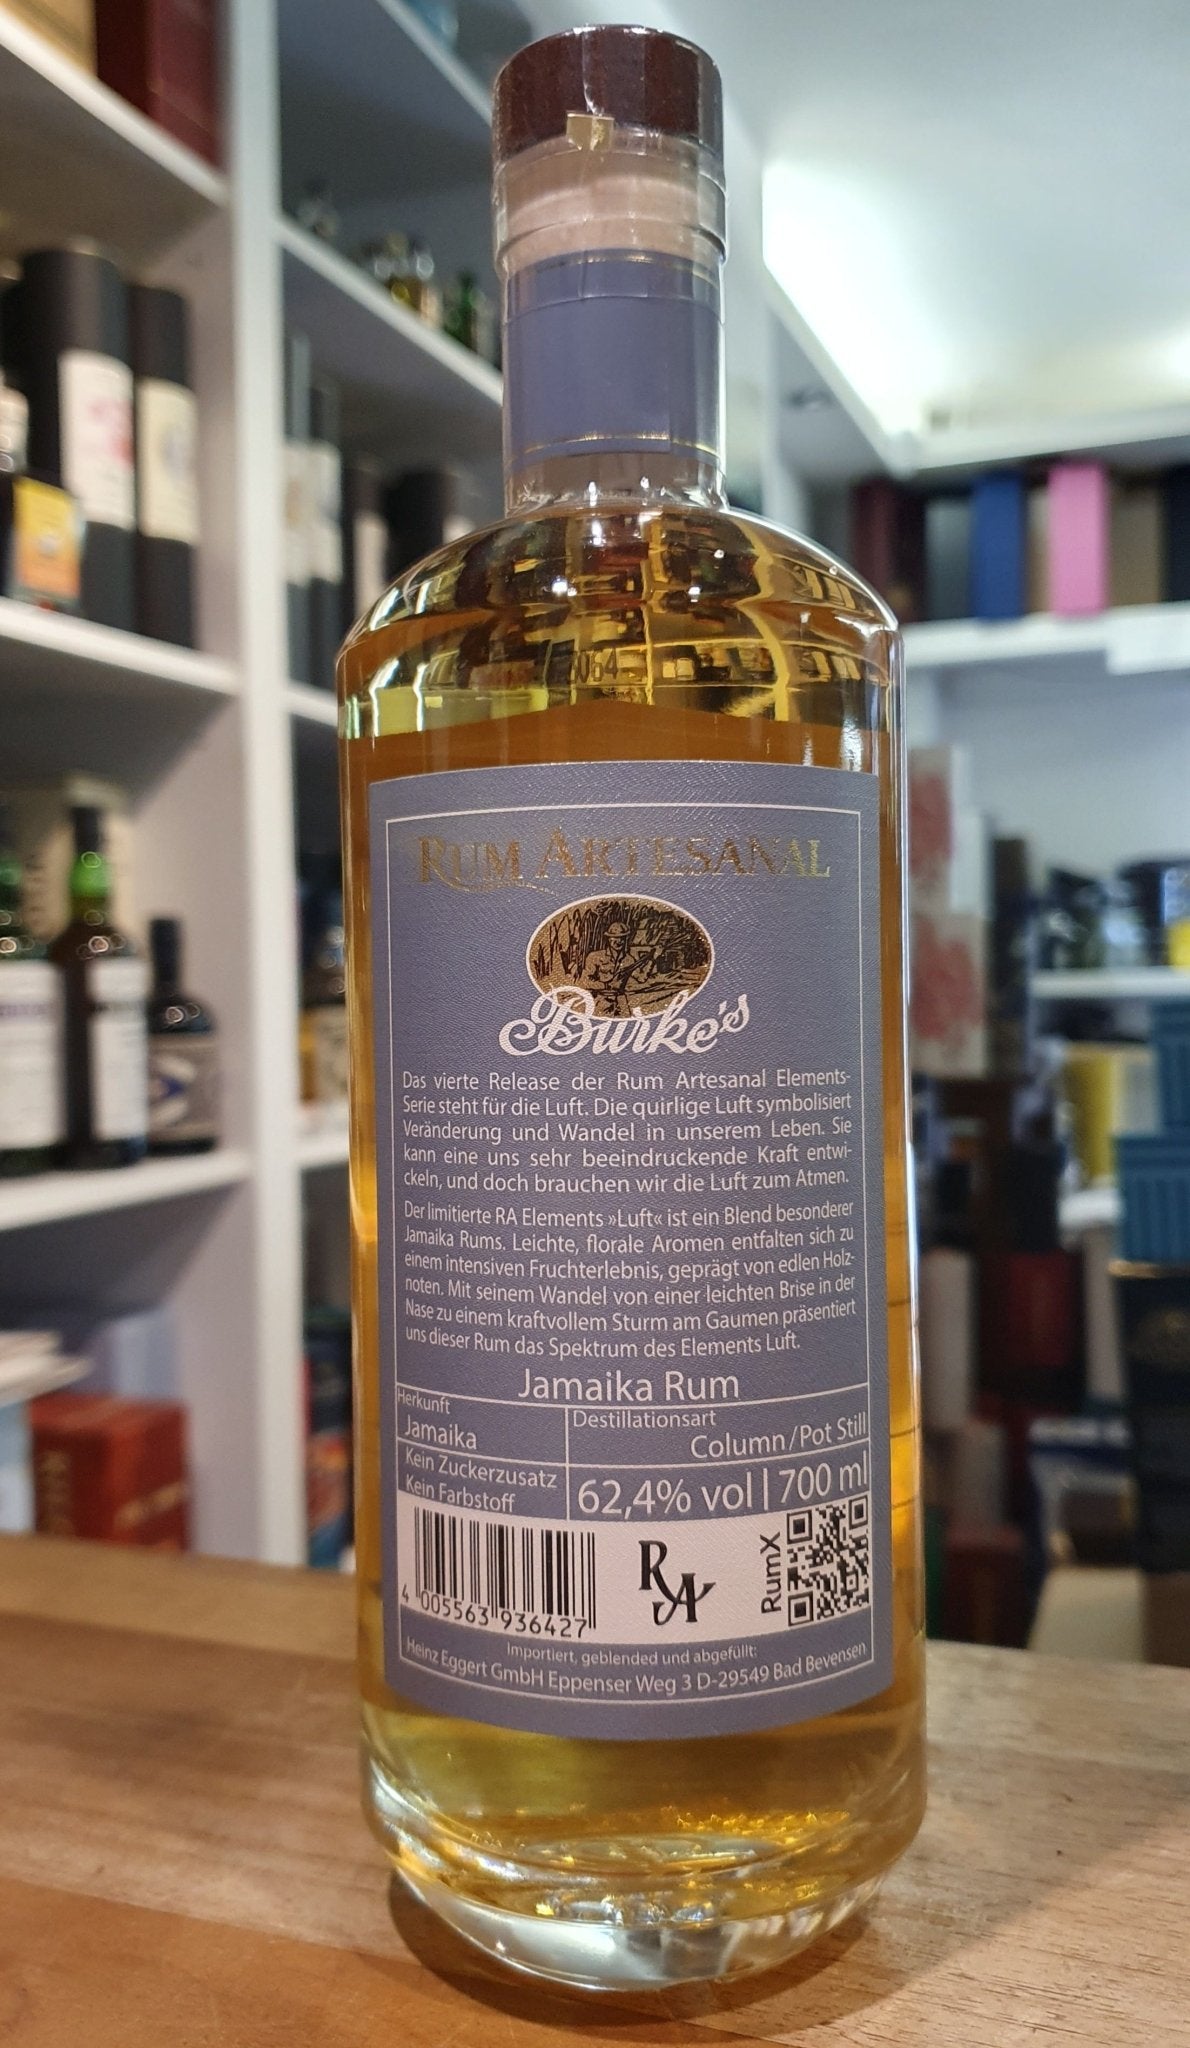 RUM ARTESANAL
Burke's
Das vierte Release der Rum Artesanal Elements-
Serie steht für die Luft. Die quirlige Luft symbolisiert
Veränderung und Wandel in unserem Leben. Sie
kann eine uns sehr beeindruckende Kraft entwi-
ckeln, und doch brauchen wir die Luft zum Atmen.
Der limitierte RA Elements »Luft« ist ein Blend besonderer
Jamaika Rums. Leichte, florale Aromen entfalten sich zu
einem intensiven Fruchterlebnis, geprägt von edlen Holz-
noten. Mit seinem Wandel von einer leichten Brise in der
Nase zu einem kraftvollem Sturm am Gaumen präsentiert
uns dieser Rum das Spektrum des Elements Luft.
Jamaika Rum
Herkunft
Jamaika
Destillationsart
Column/Pot Still
Kein Zuckerzusatz
Kein Farbstoff
62,4% vol | 700 ml
4 005563 936427
RA
RumX
Importiert, geblended und abgefüllt:
Heinz Eggert GmbH Eppenser Weg 3 D-29549 Bad Bevensen